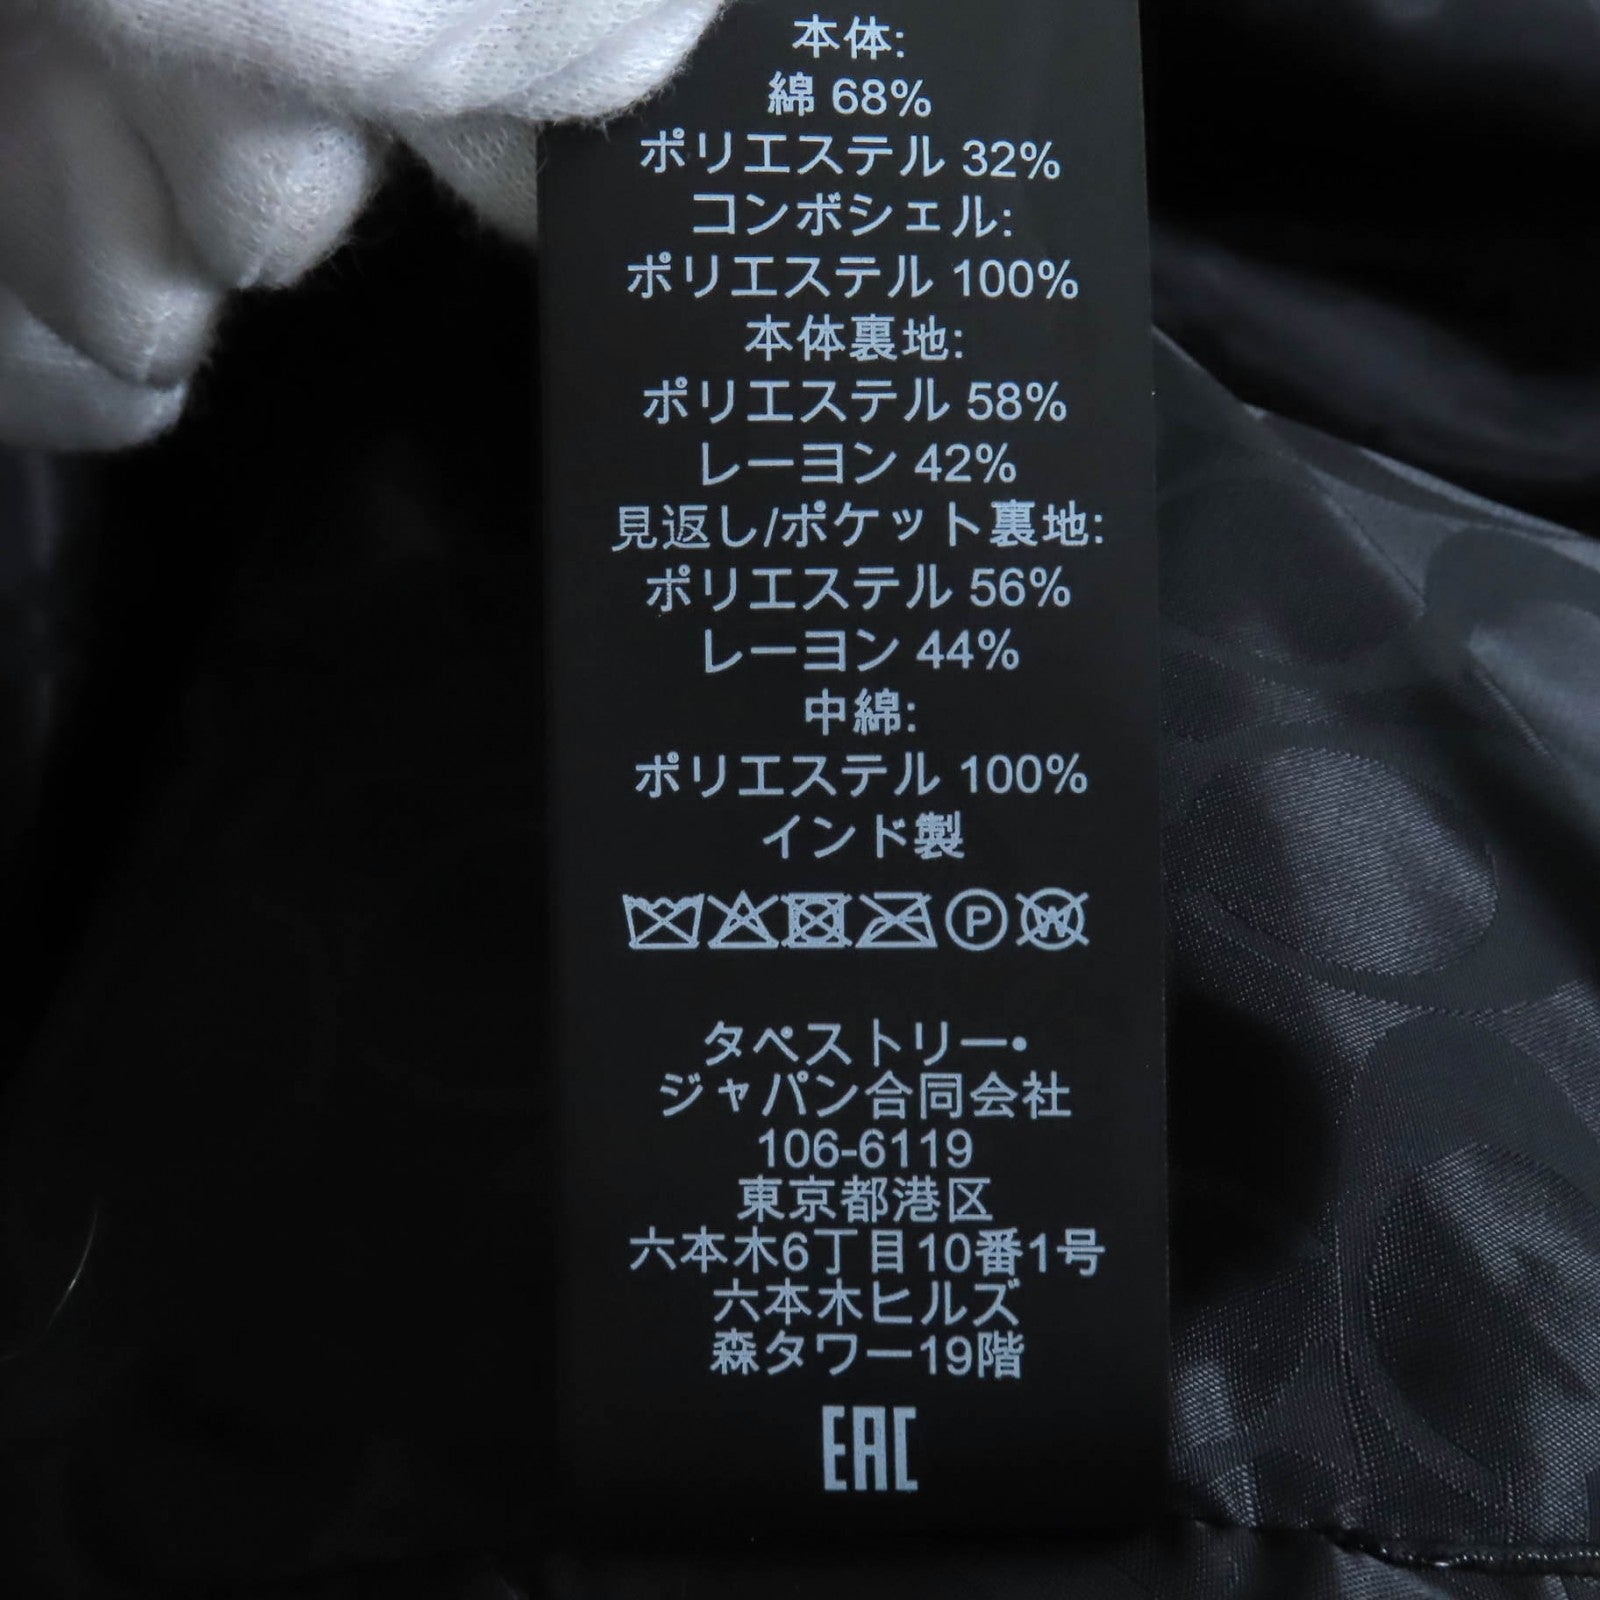 本体:
綿 68%
ポリエステル 32%
コンボシェル:
ポリエステル 100%
本体裏地:
ポリエステル 58%
レーヨン 42%
見返し/ポケット裏地:
ポリエステル 56%
レーヨン 44%
中綿:
ポリエステル 100%
インド製
P W
タペストリー・
ジャパン合同会社
106-6119
東京都港区
六本木6丁目10番1号
六本木ヒルズ
森タワー19階
EAC